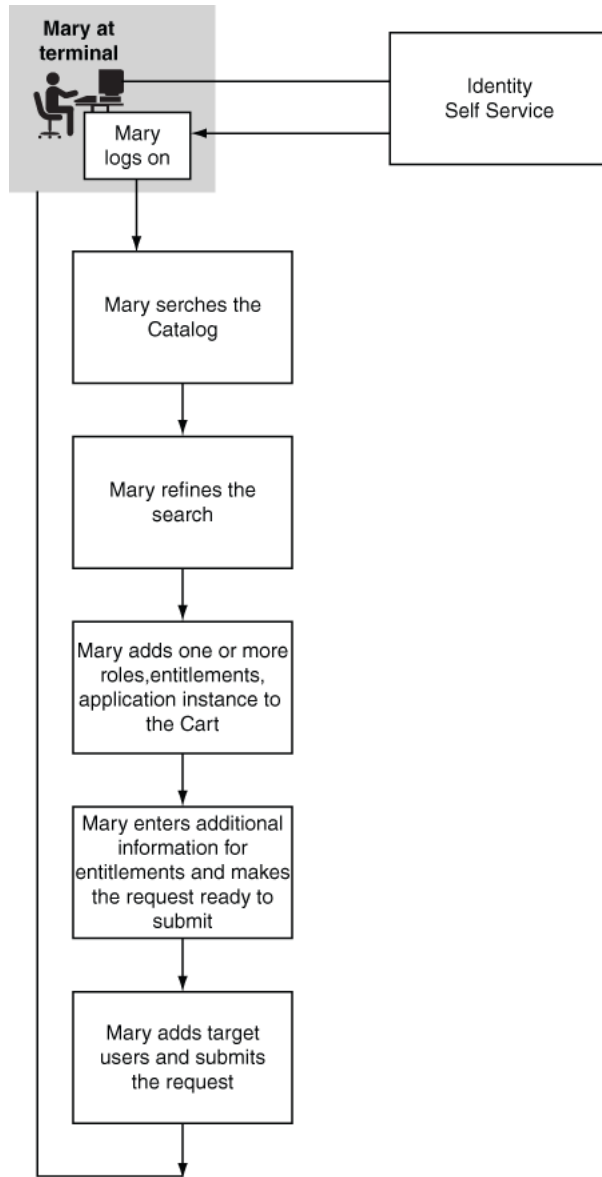 Mary at
terminal
Identity
Self Service
Mary
logs on
Mary serches the
Catalog
Mary refines the
search
Mary adds one or more
roles,entitlements,
application instance to
the Cart
Mary enters additional
information for
entitlements and makes
the request ready to
submit
Mary adds target
users and submits
the request